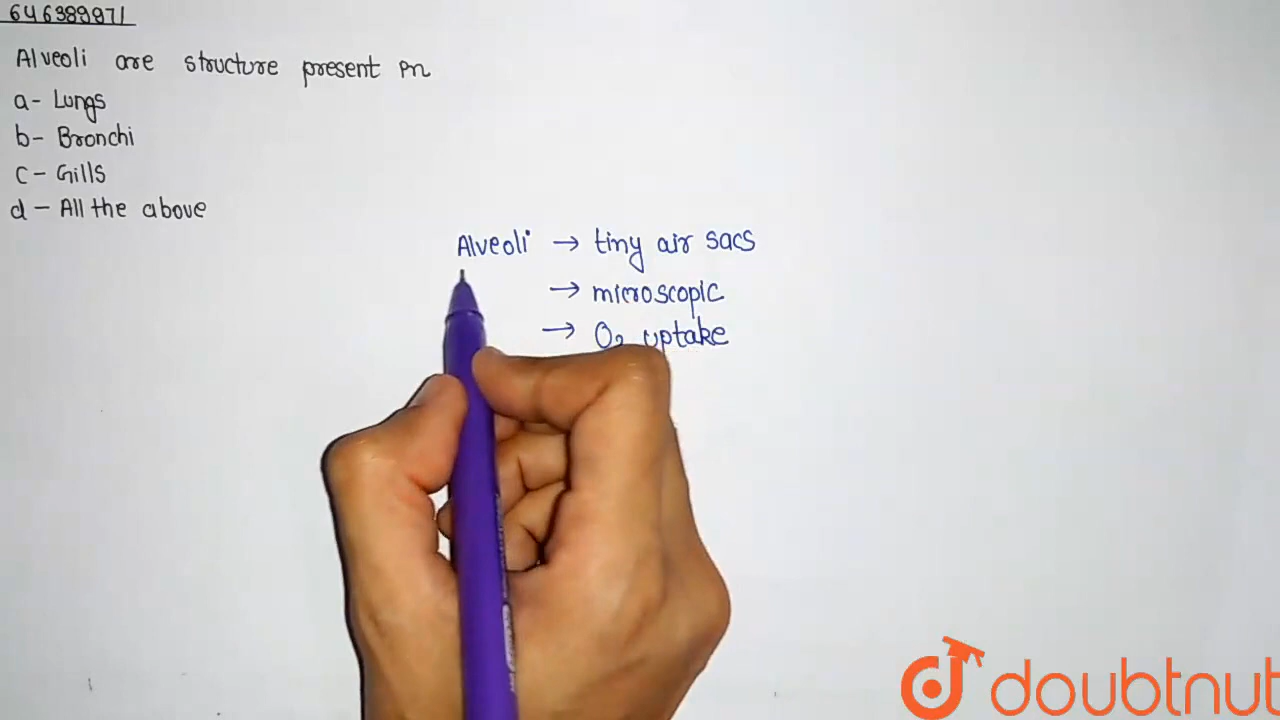 646389871
Alveoli are structure present in
a- Lungs
b- Bronchi
c- Gills
d- All the above
Alveoli → tiny air sacs
→ microscopic
→ O₂ uptake
doubtnut